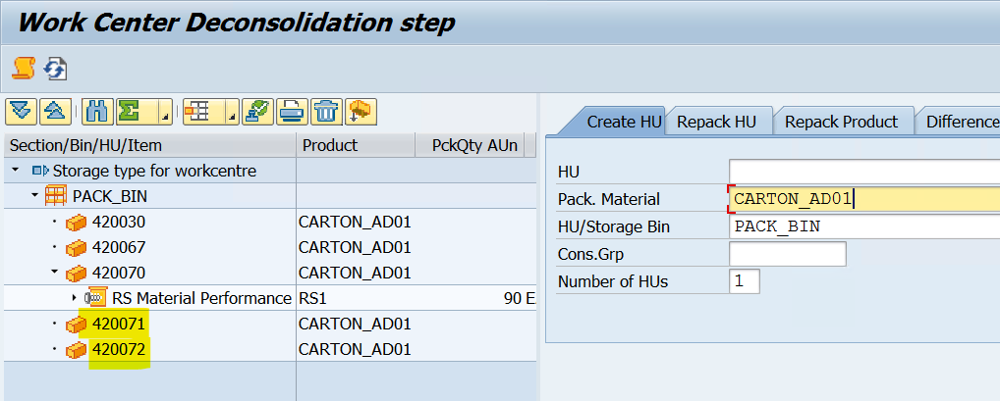 Work Center Deconsolidation step
Create HU Repack HU Repack Product Difference
Section/Bin/HU/Item Product PckQty AUn
Storage type for workcentre
PACK_BIN
420030 CARTON_AD01
420067 CARTON_AD01
420070 CARTON_AD01
RS Material Performance RS1 90 E
420071 CARTON_AD01
420072 CARTON_AD01
HU
Pack. Material CARTON_AD01
HU/Storage Bin PACK_BIN
Cons.Grp
Number of HUs 1